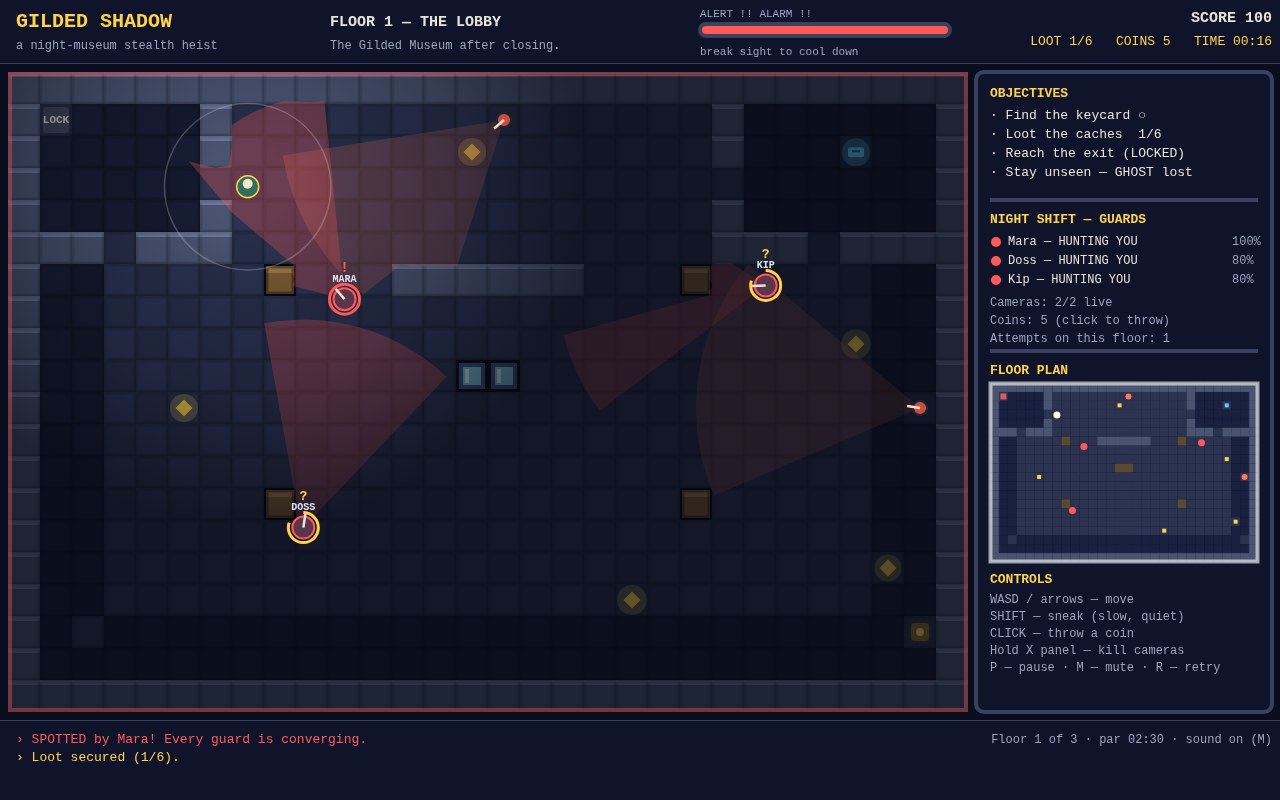 GILDED SHADOW
a night-museum stealth heist
FLOOR 1 — THE LOBBY
The Gilded Museum after closing.
ALERT !! ALARM !!
break sight to cool down
SCORE 100
LOOT 1/6 COINS 5 TIME 00:16
LOCK
!
MARA
?
KIP
?
DOSS
OBJECTIVES
· Find the keycard ○
· Loot the caches 1/6
· Reach the exit (LOCKED)
· Stay unseen — GHOST lost
NIGHT SHIFT — GUARDS
Mara — HUNTING YOU 100%
Doss — HUNTING YOU 80%
Kip — HUNTING YOU 80%
Cameras: 2/2 live
Coins: 5 (click to throw)
Attempts on this floor: 1
FLOOR PLAN
CONTROLS
WASD / arrows — move
SHIFT — sneak (slow, quiet)
CLICK — throw a coin
Hold X panel — kill cameras
P — pause · M — mute · R — retry
› SPOTTED by Mara! Every guard is converging.
› Loot secured (1/6).
Floor 1 of 3 · par 02:30 · sound on (M)